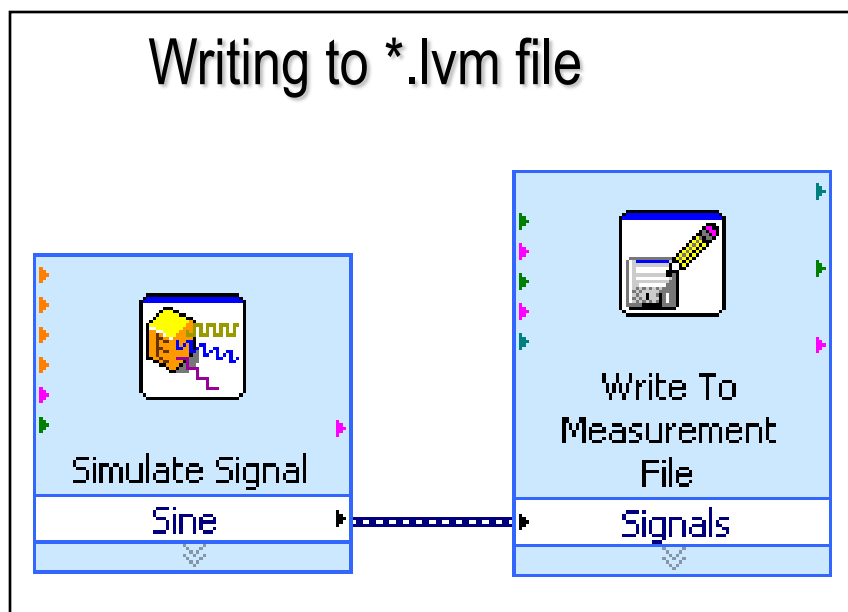 Writing to *.lvm file
Simulate Signal
Sine
Write To
Measurement
File
Signals